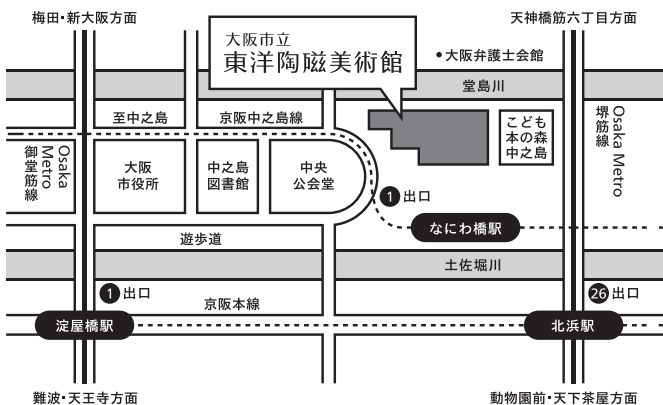 梅田・新大阪方面
天神橋筋六丁目方面
大阪市立
東洋陶磁美術館
•大阪弁護士会館
堂島川
至中之島
京阪中之島線
こども
本の森
中之島
Osaka Metro
堺筋線
Osaka
Metro
御堂筋線
大阪
市役所
中之島
図書館
中央
公会堂
1 出口
なにわ橋駅
遊歩道
土佐堀川
1 出口
26 出口
京阪本線
淀屋橋駅
北浜駅
難波・天王寺方面
動物園前・天下茶屋方面